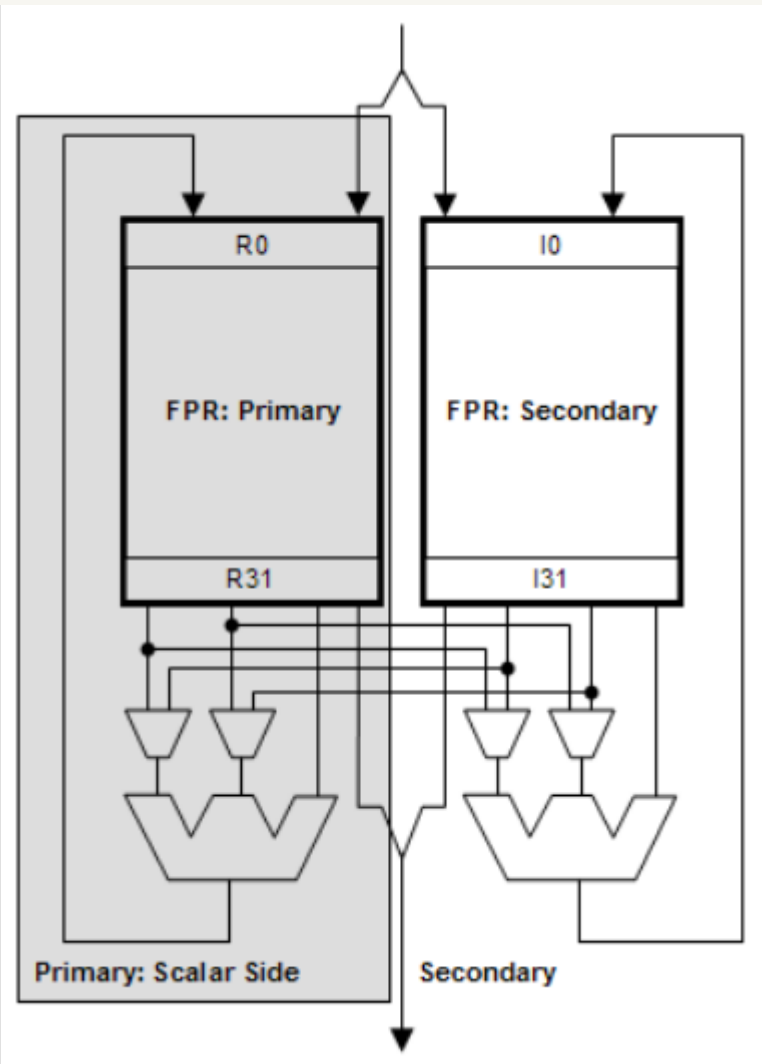 R0
I0
FPR: Primary
FPR: Secondary
R31
I31
Primary: Scalar Side
Secondary